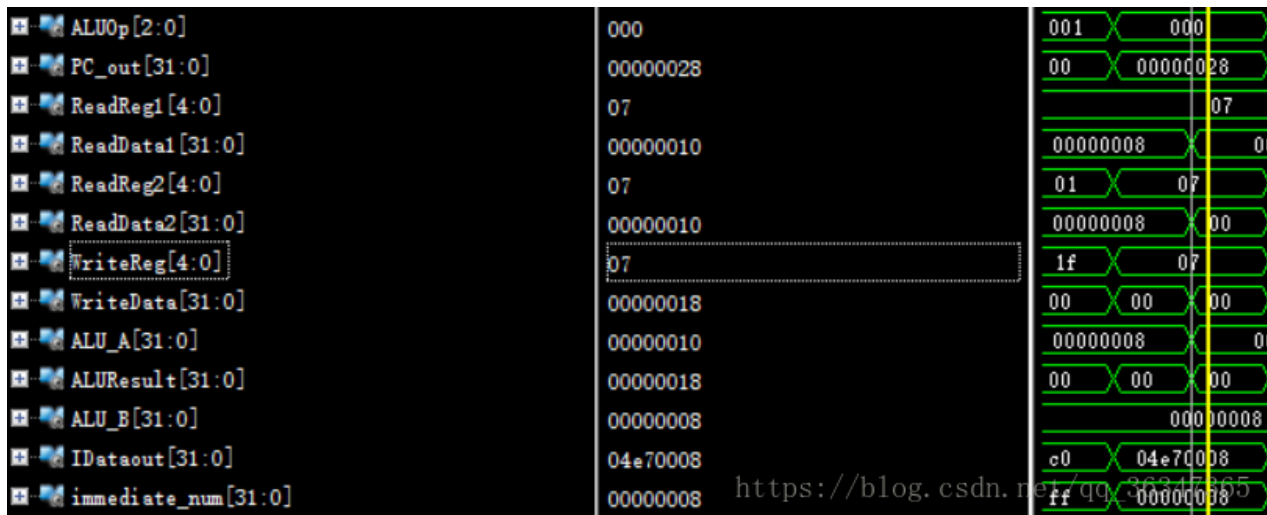 ALUOp[2:0] 000 001 000
PC_out[31:0] 00000028 00 00000028
ReadReg1[4:0] 07 07
ReadData1[31:0] 00000010 00000008 00
ReadReg2[4:0] 07 01 07
ReadData2[31:0] 00000010 00000008 00
WriteReg[4:0] 07 1f 07
WriteData[31:0] 00000018 00 00 00
ALU_A[31:0] 00000010 00000008 00
ALUResult[31:0] 00000018 00 00 00
ALU_B[31:0] 00000008 00000008
IDataout[31:0] 04e70008 c0 04e70008
immediate_num[31:0] 00000008 ff 00000008
https://blog.csdn.net/qq_36347365